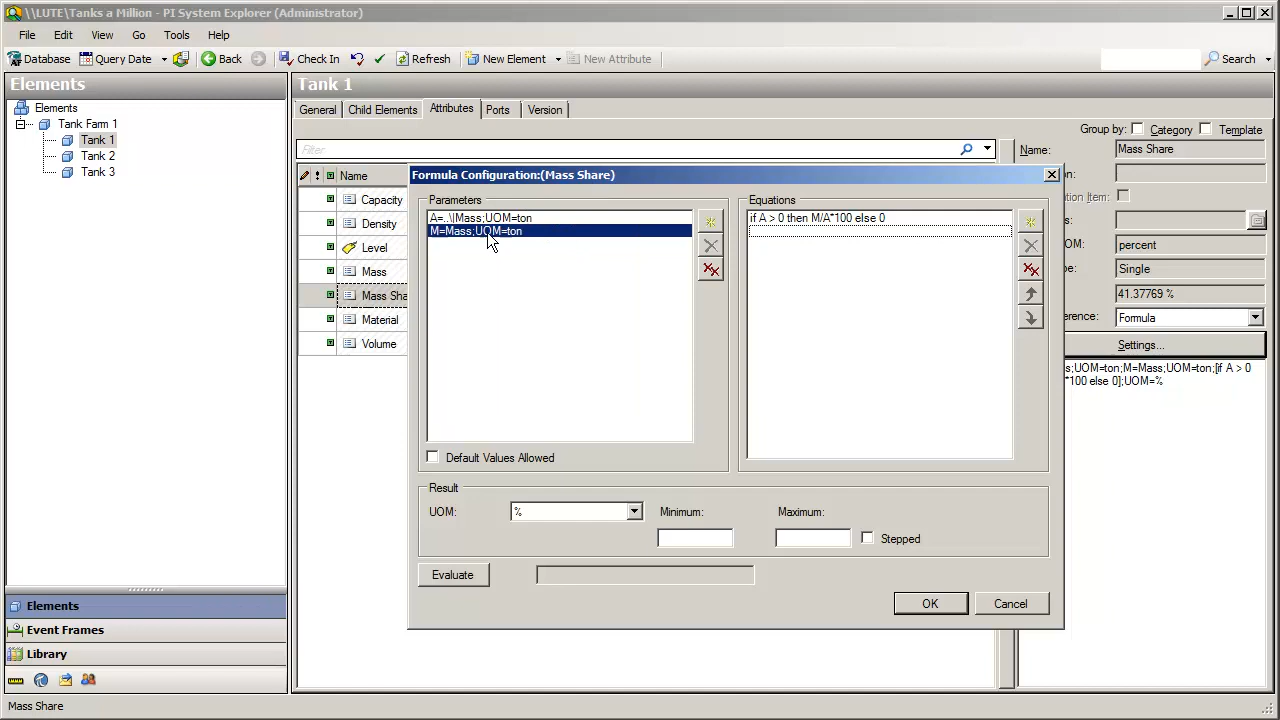 \\LUTE\Tanks a Million - PI System Explorer (Administrator)
File Edit View Go Tools Help
Database Query Date Back Check In Refresh New Element New Attribute Search
Elements
Elements
Tank Fam 1
Tank 1
Tank 2
Tank 3
Elements
Event Frames
Library
Mass Share
Tank 1
General Child Elements Attributes Ports Version
Group by: Category Template
Filter
Name
Capacity
Density
Level
Mass
Mass Sha
Material
Volume
Name: Mass Share
UOM: percent
Single
41.37769 %
Formula
Settings...
s;UOM=ton;M=Mass;UOM=ton;[if A > 0
*100 else 0];UOM=%
Formula Configuration:(Mass Share)
Parameters
A=..\|Mass;UOM=ton
M=Mass;UOM=ton
Default Values Allowed
Equations
if A > 0 then M/A*100 else 0
Result
UOM: % Minimum: Maximum:
Stepped
Evaluate
OK Cancel